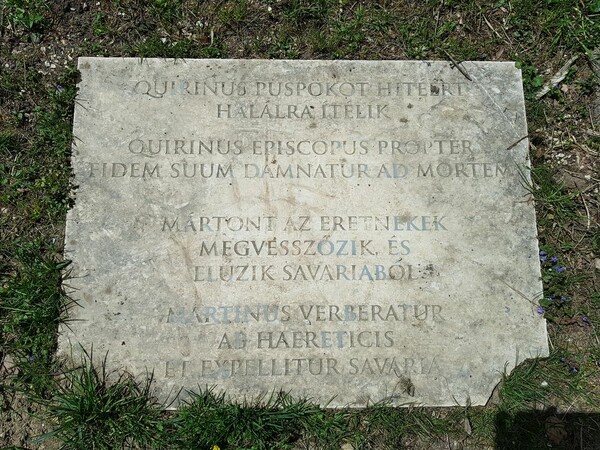 QUIRINUS PÜSPÖKÖT HITÉÉRT
HALÁLRA ÍTÉLIK
QUIRINUS EPISCOPUS PROPTER
FIDEM SUUM DAMNATUR AD MORTEM
MÁRTONT AZ ERETNEKEK
MEGVESSZŐZIK, ÉS
ELŰZIK SAVARIÁBÓL
MARTINUS VERBERATUR
AB HAERETICIS
ET EXPELLITUR SAVARIA